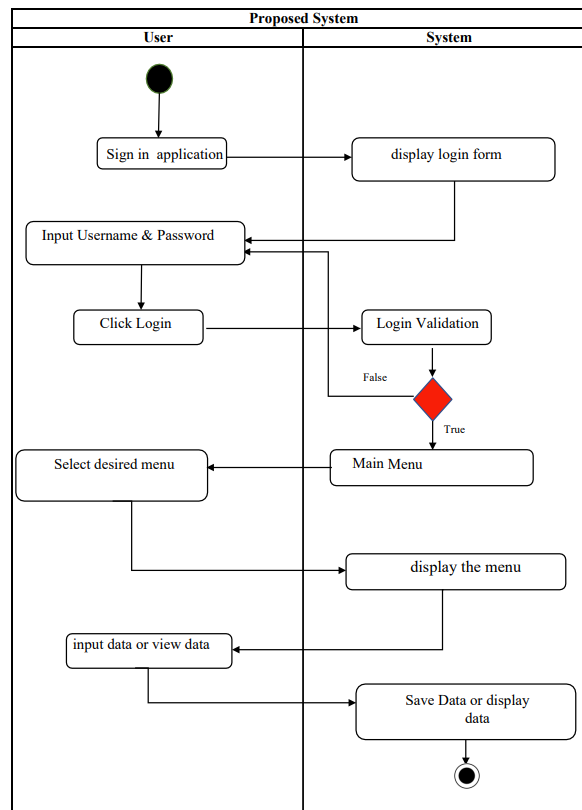 Proposed System
User
System
Sign in application
display login form
Input Username & Password
Click Login
Login Validation
False
True
Select desired menu
Main Menu
display the menu
input data or view data
Save Data or display
data